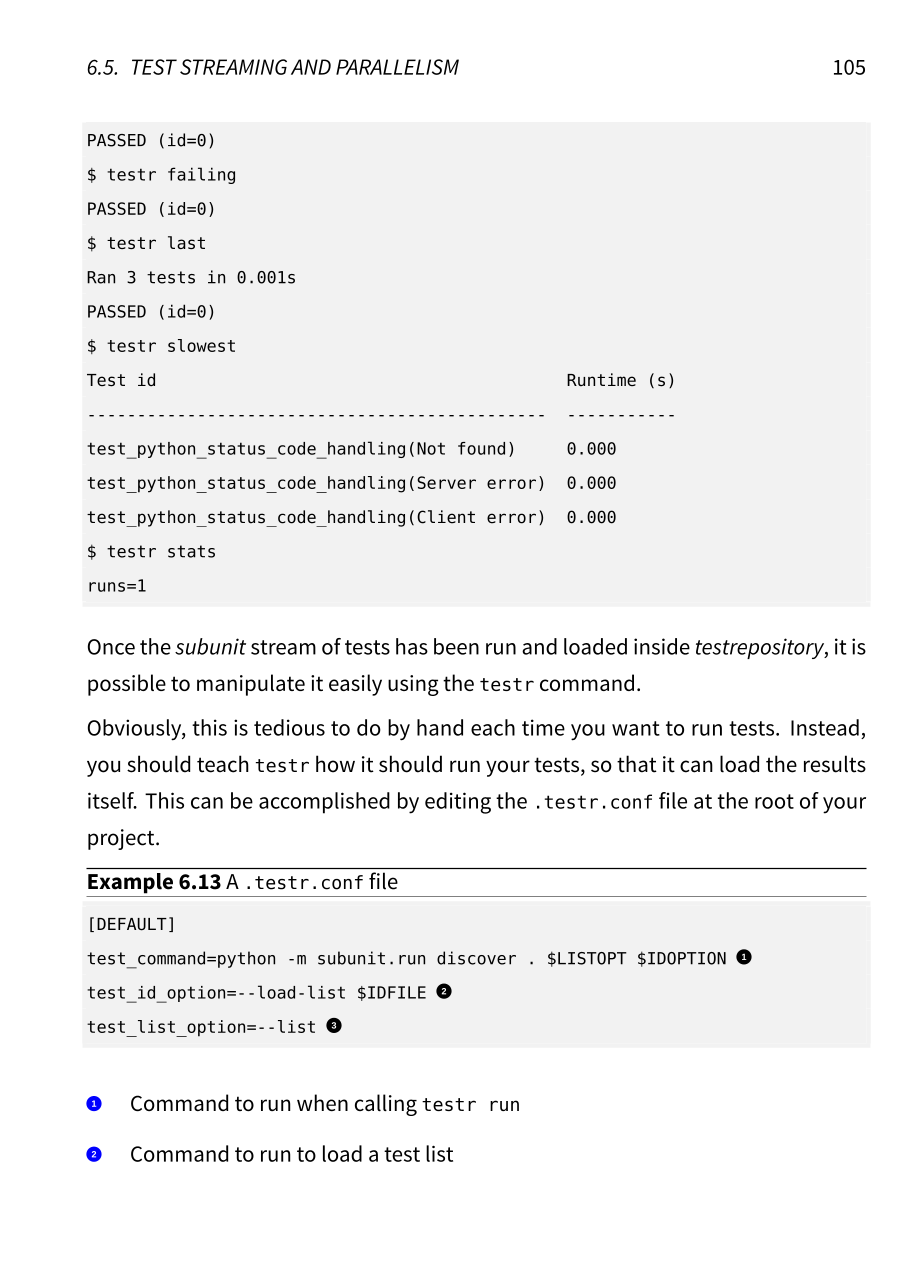 6.5. TEST STREAMING AND PARALLELISM 105
PASSED (id=0)
$ testr failing
PASSED (id=0)
$ testr last
Ran 3 tests in 0.001s
PASSED (id=0)
$ testr slowest
Test id                                         Runtime (s)
----------------------------------------------  -----------
test_python_status_code_handling(Not found)     0.000
test_python_status_code_handling(Server error)  0.000
test_python_status_code_handling(Client error)  0.000
$ testr stats
runs=1
Once the subunit stream of tests has been run and loaded inside testrepository, it is
possible to manipulate it easily using the testr command.
Obviously, this is tedious to do by hand each time you want to run tests. Instead,
you should teach testr how it should run your tests, so that it can load the results
itself. This can be accomplished by editing the .testr.conf file at the root of your
project.
Example 6.13 A .testr.conf file
[DEFAULT]
test_command=python -m subunit.run discover . $LISTOPT $IDOPTION ❶
test_id_option=--load-list $IDFILE ❷
test_list_option=--list ❸
❶ Command to run when calling testr run
❷ Command to run to load a test list